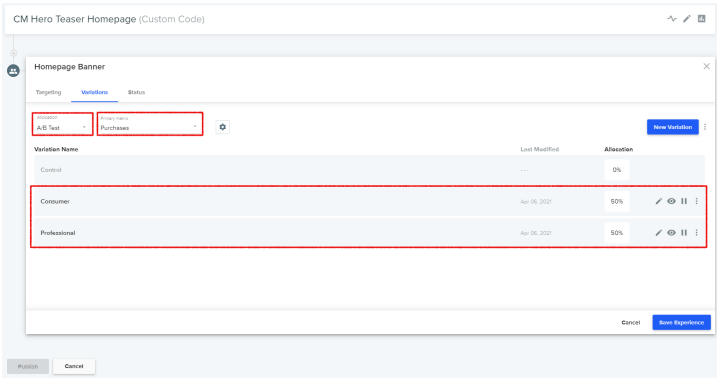 CM Hero Teaser Homepage (Custom Code)
Homepage Banner
Targeting Variations Status
Allocation Primary metric
A/B Test Purchases
New Variation
Variation Name Last Modified Allocation
Control --- 0%
Consumer Apr 06, 2021 50%
Professional Apr 06, 2021 50%
Cancel Save Experience
Publish Cancel